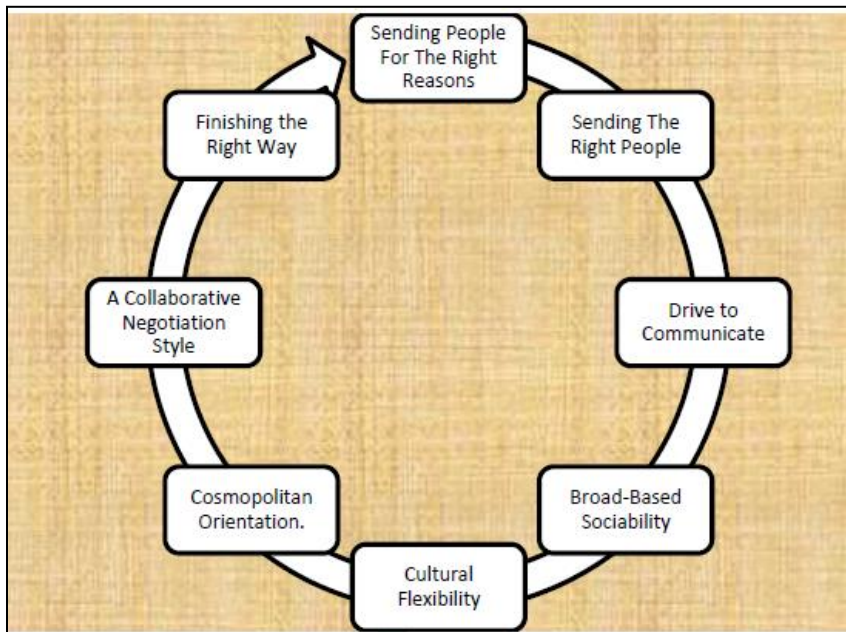 Sending People
For The Right
Reasons
Sending The
Right People
Drive to
Communicate
Broad-Based
Sociability
Cultural
Flexibility
Cosmopolitan
Orientation.
A Collaborative
Negotiation
Style
Finishing the
Right Way